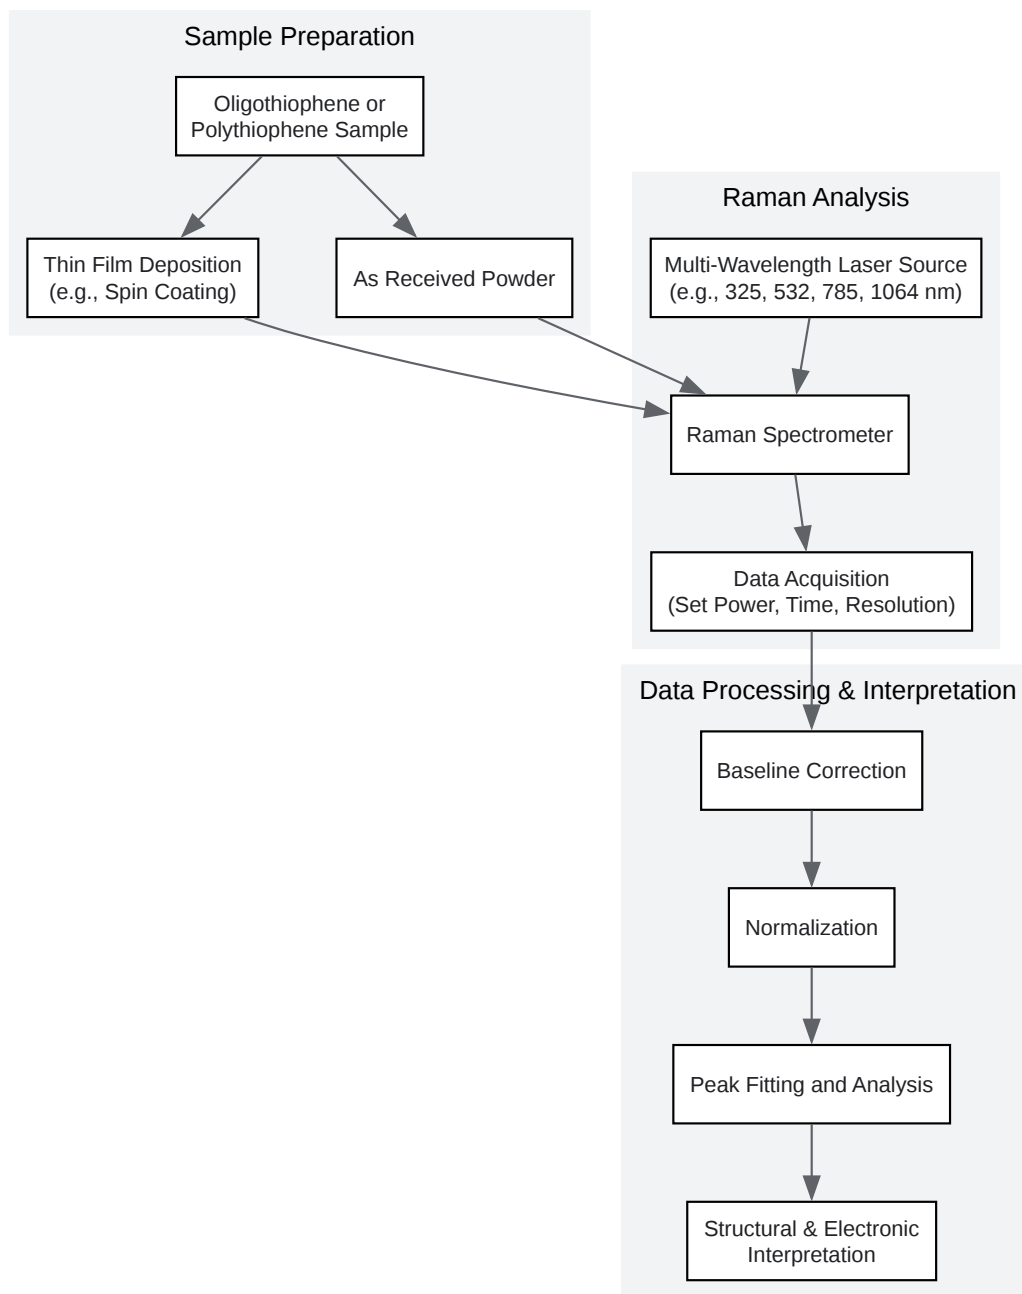 Sample Preparation
Oligothiophene or
Polythiophene Sample
Thin Film Deposition
(e.g., Spin Coating)
As Received Powder
Raman Analysis
Multi-Wavelength Laser Source
(e.g., 325, 532, 785, 1064 nm)
Raman Spectrometer
Data Acquisition
(Set Power, Time, Resolution)
Data Processing & Interpretation
Baseline Correction
Normalization
Peak Fitting and Analysis
Structural & Electronic
Interpretation